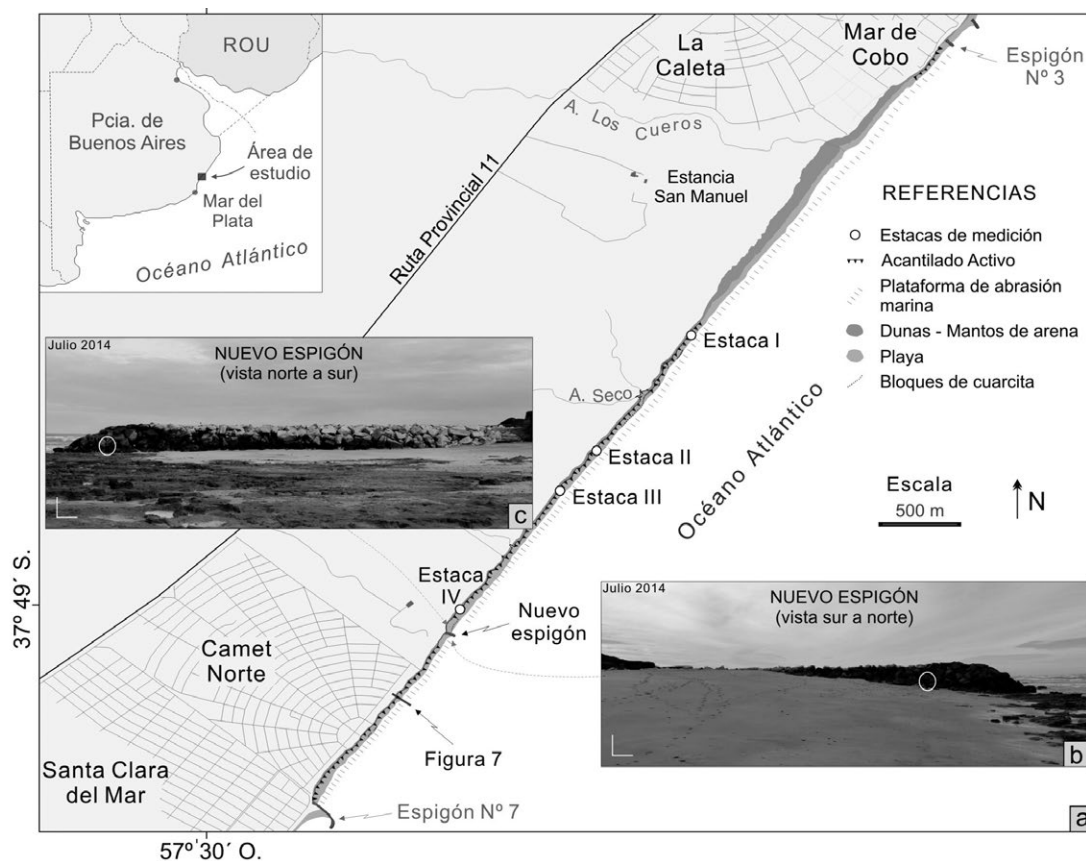 ROU
Pcia. de
Buenos Aires
Área de
estudio
Mar del
Plata
Océano Atlántico
La
Caleta
Mar de
Cobo
Espigón
Nº 3
A. Los Cueros
Estancia
San Manuel
Ruta Provincial 11
REFERENCIAS
Estacas de medición
Acantilado Activo
Plataforma de abrasión
marina
Dunas - Mantos de arena
Playa
Bloques de cuarcita
Estaca I
A. Seco
Estaca II
Estaca III
Océano Atlántico
Escala
500 m
N
Julio 2014
NUEVO ESPIGÓN
(vista norte a sur)
c
37º 49´ S.
Estaca
IV
Nuevo
espigón
Camet
Norte
Figura 7
Santa Clara
del Mar
Espigón Nº 7
Julio 2014
NUEVO ESPIGÓN
(vista sur a norte)
b
a
57º 30´ O.